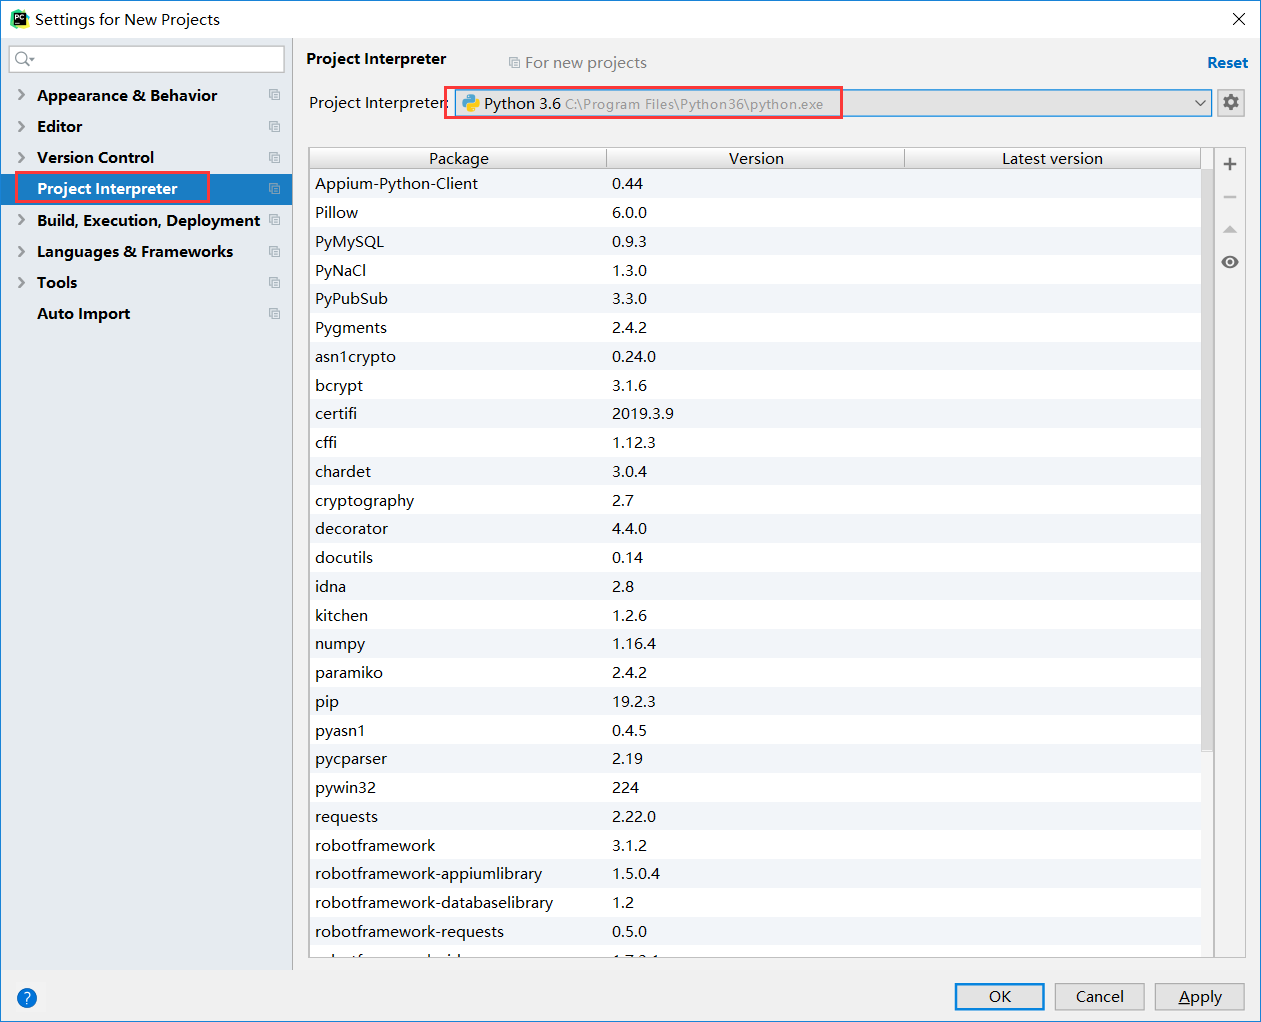 Settings for New Projects
Appearance & Behavior
Editor
Version Control
Project Interpreter
Build, Execution, Deployment
Languages & Frameworks
Tools
Auto Import
Project Interpreter
For new projects
Reset
Project Interpreter:
Python 3.6 C:\Program Files\Python36\python.exe
Package Version Latest version
Appium-Python-Client 0.44
Pillow 6.0.0
PyMySQL 0.9.3
PyNaCl 1.3.0
PyPubSub 3.3.0
Pygments 2.4.2
asn1crypto 0.24.0
bcrypt 3.1.6
certifi 2019.3.9
cffi 1.12.3
chardet 3.0.4
cryptography 2.7
decorator 4.4.0
docutils 0.14
idna 2.8
kitchen 1.2.6
numpy 1.16.4
paramiko 2.4.2
pip 19.2.3
pyasn1 0.4.5
pycparser 2.19
pywin32 224
requests 2.22.0
robotframework 3.1.2
robotframework-appiumlibrary 1.5.0.4
robotframework-databaselibrary 1.2
robotframework-requests 0.5.0
?
OK
Cancel
Apply